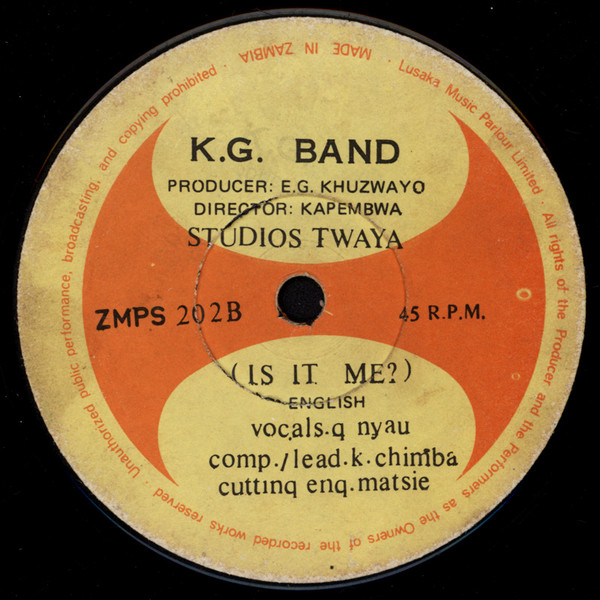 K.G. BAND
PRODUCER: E.G. KHUZWAYO
DIRECTOR: KAPEMBWA
STUDIOS TWAYA
ZMPS 202B
45 R.P.M.
(IS IT ME?)
ENGLISH
vocals.q nyau
comp./lead.k.chimba
cutting enq.matsie
MADE IN ZAMBIA · Lusaka Music Parlour Limited · All rights of the Producer and the Performers as the Owners of the recorded works reserved · Unauthorized public performance, broadcasting, and copying prohibited ·